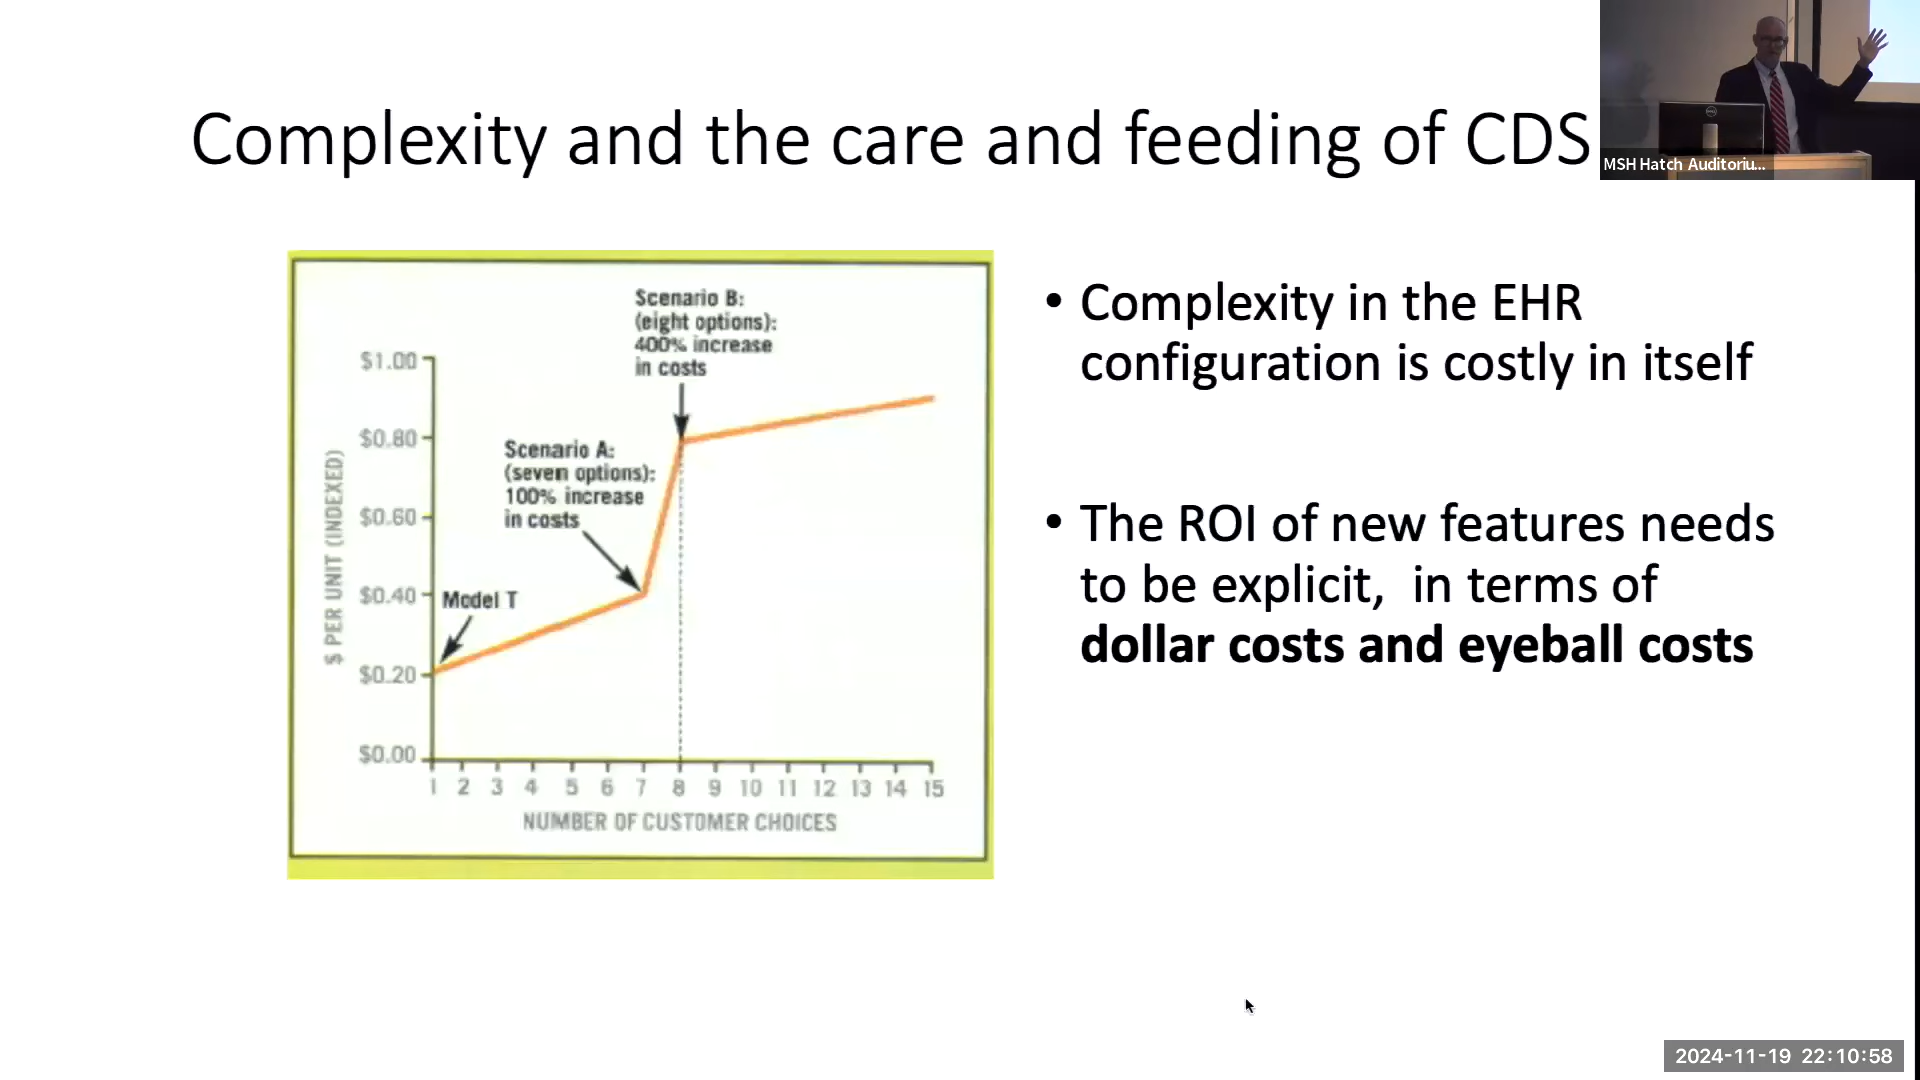 Complexity and the care and feeding of CDS
MSH Hatch Auditoriu...
Scenario B:
(eight options):
400% increase
in costs
Scenario A:
(seven options):
100% increase
in costs
Model T
$1.00
$0.80
$0.60
$0.40
$0.20
$0.00
$ PER UNIT (INDEXED)
1 2 3 4 5 6 7 8 9 10 11 12 13 14 15
NUMBER OF CUSTOMER CHOICES
• Complexity in the EHR
configuration is costly in itself
• The ROI of new features needs
to be explicit, in terms of
dollar costs and eyeball costs
2024-11-19 22:10:58